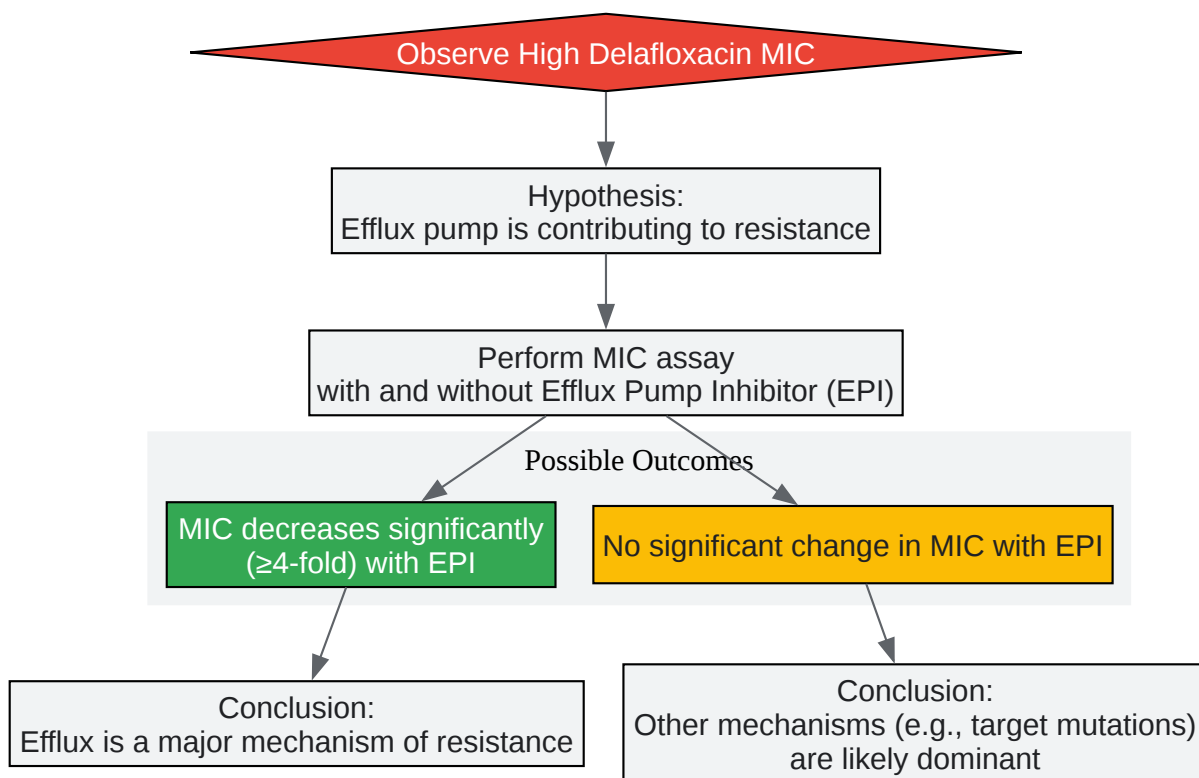 Observe High Delafloxacin MIC
Hypothesis:
Efflux pump is contributing to resistance
Perform MIC assay
with and without Efflux Pump Inhibitor (EPI)
Possible Outcomes
MIC decreases significantly
(≥4-fold) with EPI
No significant change in MIC with EPI
Conclusion:
Efflux is a major mechanism of resistance
Conclusion:
Other mechanisms (e.g., target mutations)
are likely dominant